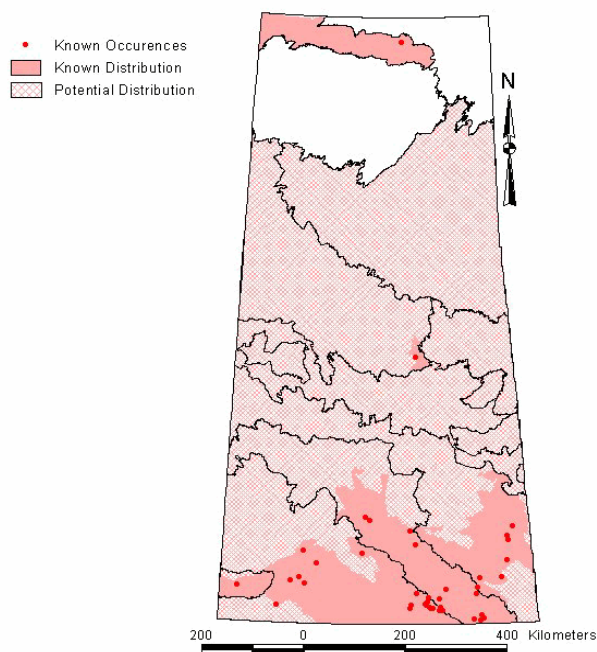 Known Occurences
Known Distribution
Potential Distribution
N
200 0 200 400 Kilometers